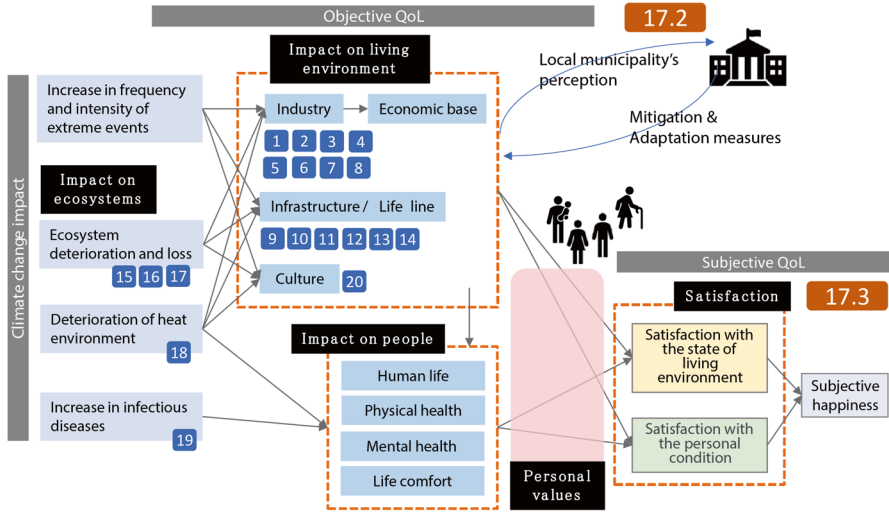 Objective QoL
17.2
Impact on living
environment
Local municipality's
perception
Climate change impact
Increase in frequency
and intensity of
extreme events
Industry
Economic base
1 2 3 4
5 6 7 8
Mitigation &
Adaptation measures
Impact on
ecosystems
Infrastructure / Life line
9 10 11 12 13 14
Ecosystem
deterioration and loss
15 16 17
Culture
20
Subjective QoL
Satisfaction
17.3
Deterioration of heat
environment
18
Impact on people
Human life
Physical health
Mental health
Life comfort
Satisfaction with
the state of
living environment
Subjective
happiness
Increase in infectious
diseases
19
Satisfaction with
the personal
condition
Personal
values